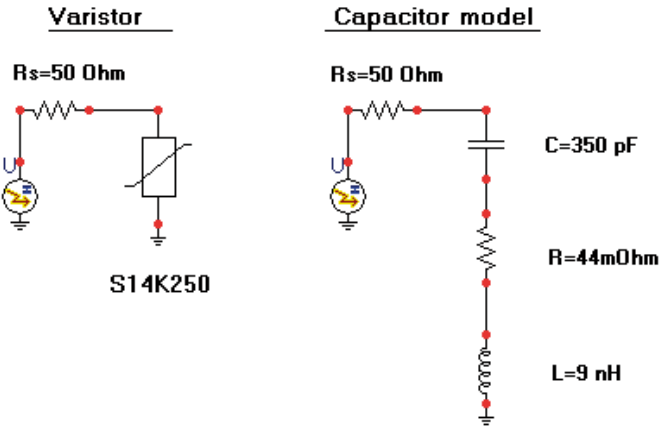 Varistor
Capacitor model
Rs=50 Ohm
Rs=50 Ohm
C=350 pF
U
U
R=44mOhm
S14K250
L=9 nH